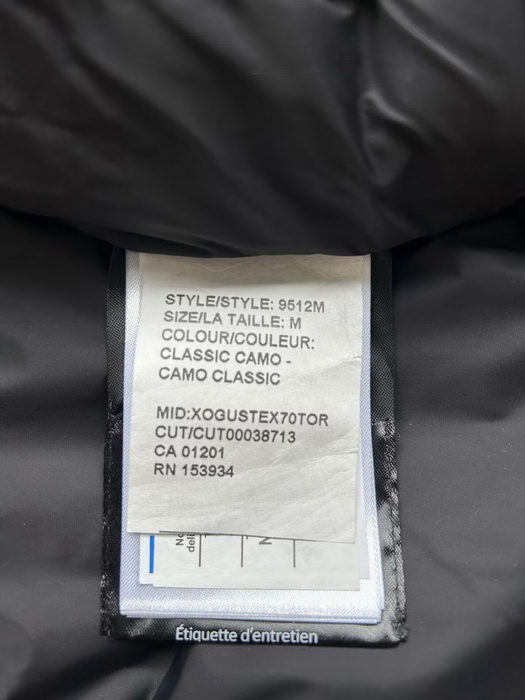 STYLE/STYLE: 9512M
SIZE/LA TAILLE: M
COLOUR/COULEUR:
CLASSIC CAMO -
CAMO CLASSIC
MID:XOGUSTEX70TOR
CUT/CUT00038713
CA 01201
RN 153934
Étiquette d'entretien